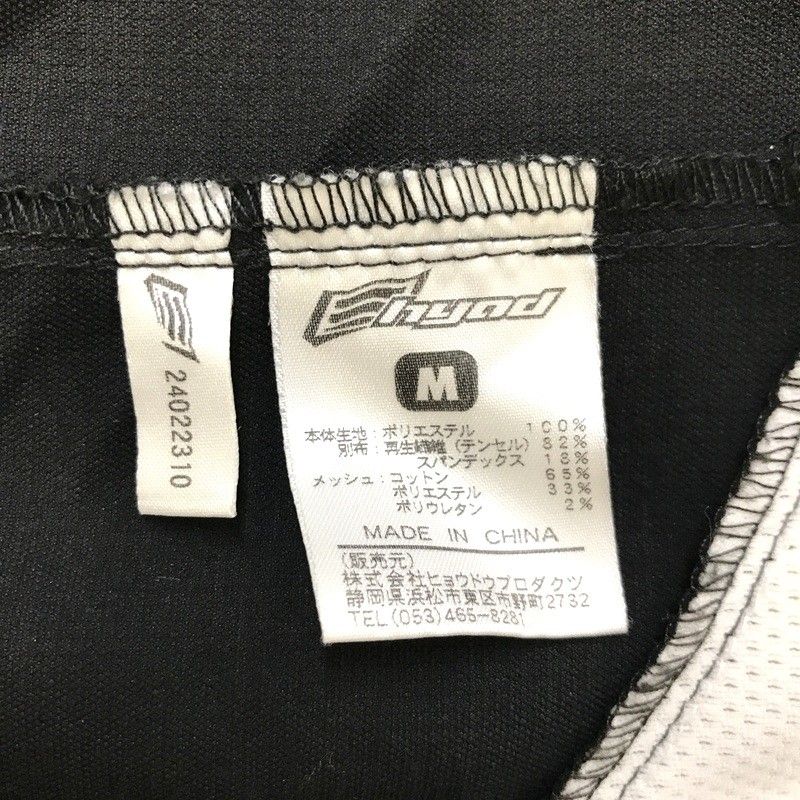 24022310
hyod
M
本体生地:ポリエステル 100%
別布:再生繊維(テンセル) 82%
スパンデックス 18%
メッシュ:コットン 65%
ポリエステル 33%
ポリウレタン 2%
MADE IN CHINA
(販売元)
株式会社ヒョウドウプロダクツ
静岡県浜松市東区市野町2732
TEL(053)465-8281